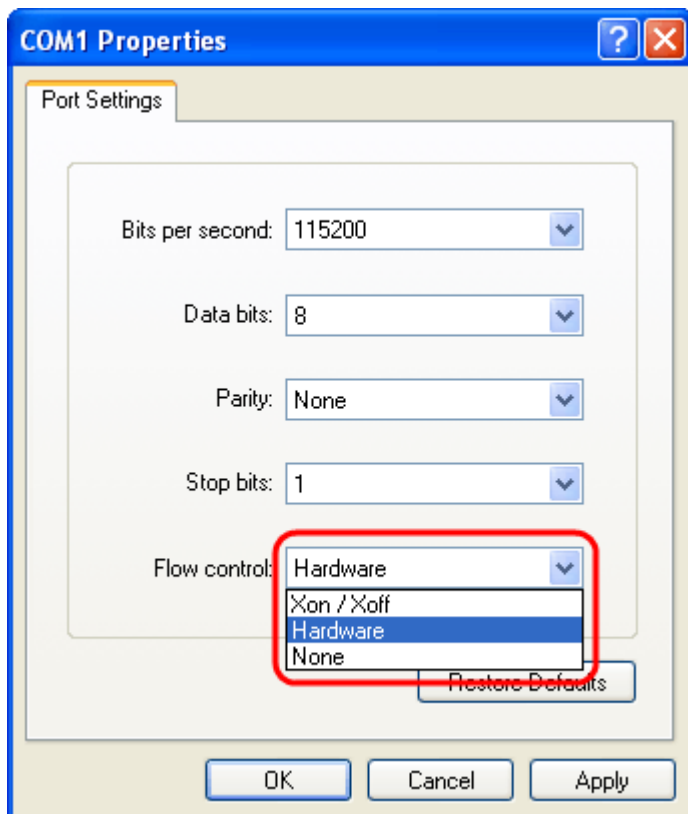 COM1 Properties
Port Settings
Bits per second: 115200
Data bits: 8
Parity: None
Stop bits: 1
Flow control: Hardware
Xon / Xoff
Hardware
None
Restore Defaults
OK Cancel Apply